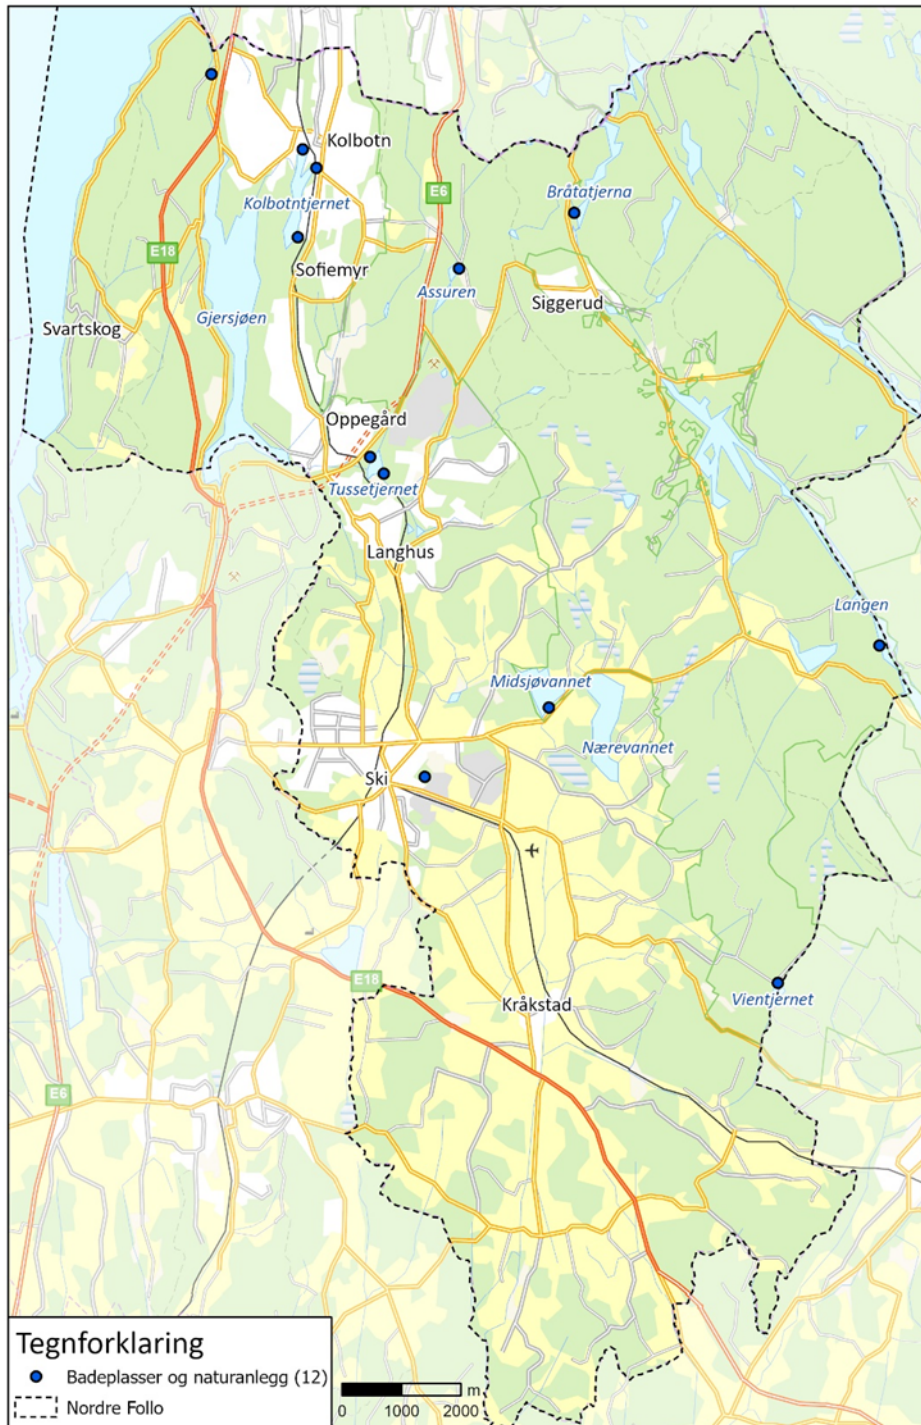 Kolbotn
Bråtatjerna
E6
Kolbotntjernet
E18
Sofiemyr
Assuren
Siggerud
Gjersjøen
Svartskog
Oppegård
Tussetjernet
Langhus
Langen
Midsjøvannet
Nærevannet
Ski
E18
Vientjernet
Kråkstad
E6
Tegnforklaring
Badeplasser og naturanlegg (12)
Nordre Follo
m
0 1000 2000